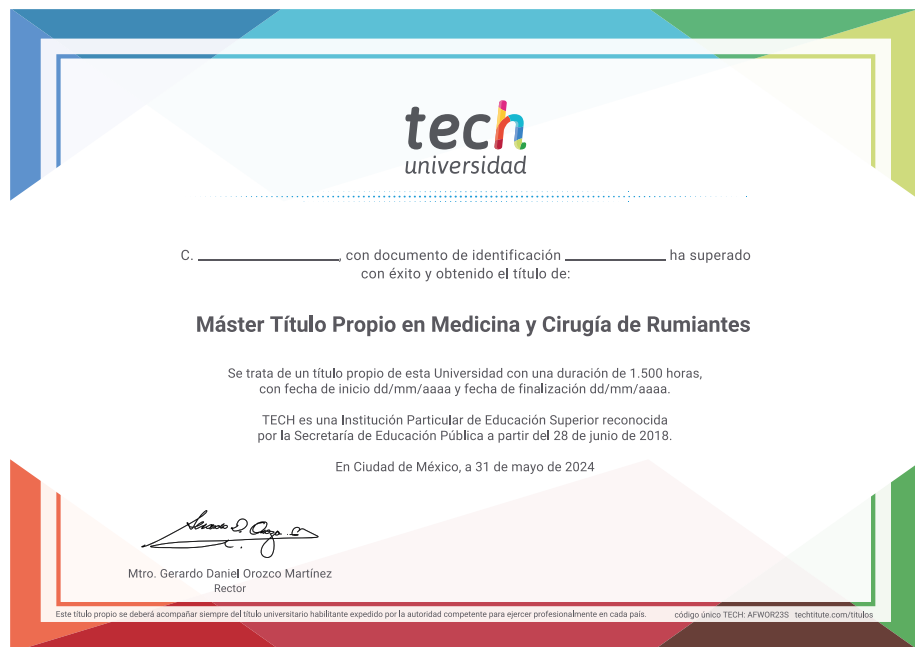 tech
universidad
C. ____________, con documento de identificación ____________ ha superado
con éxito y obtenido el título de:
Máster Título Propio en Medicina y Cirugía de Rumiantes
Se trata de un título propio de esta Universidad con una duración de 1.500 horas,
con fecha de inicio dd/mm/aaaa y fecha de finalización dd/mm/aaaa.
TECH es una Institución Particular de Educación Superior reconocida
por la Secretaría de Educación Pública a partir del 28 de junio de 2018.
En Ciudad de México, a 31 de mayo de 2024
Mtro. Gerardo Daniel Orozco Martínez
Rector
Este título propio se deberá acompañar siempre del título universitario habilitante expedido por la autoridad competente para ejercer profesionalmente en cada país. código único TECH: AFWOR23S techtitute.com/titulos